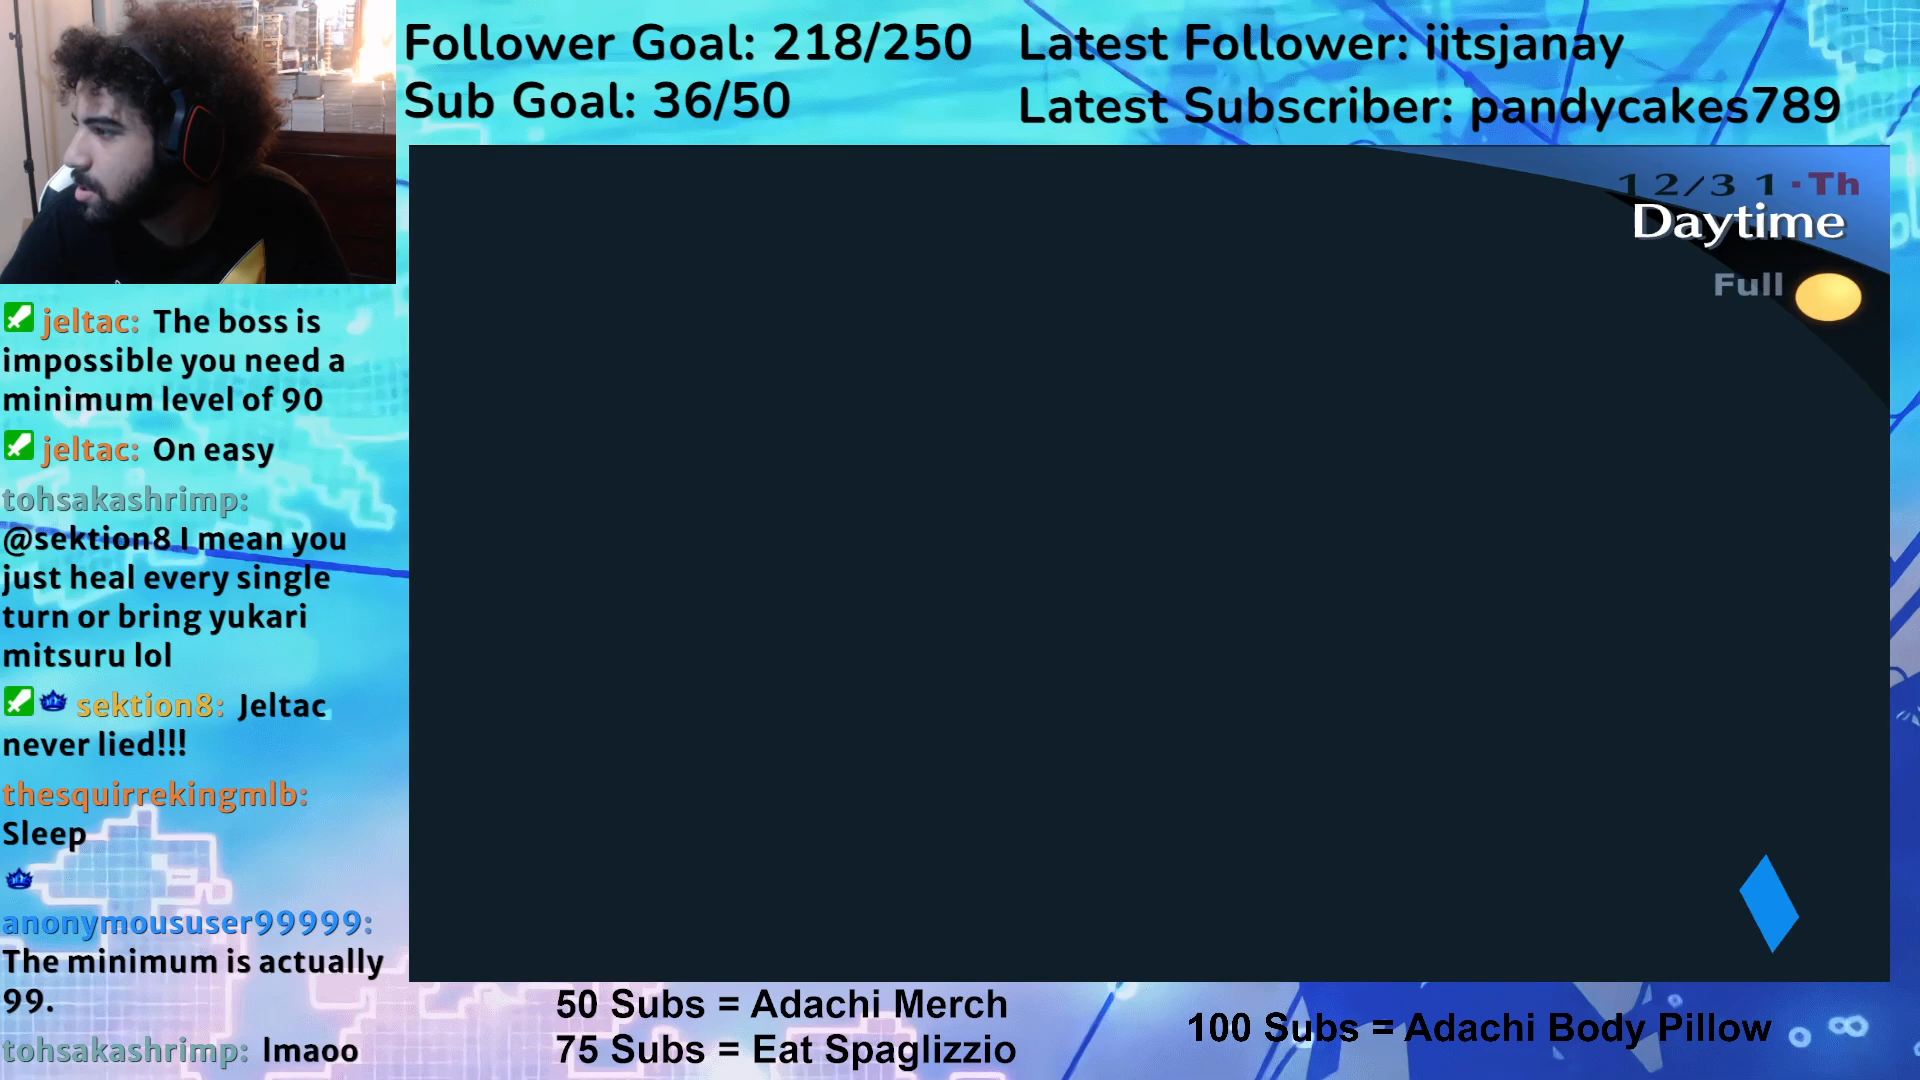 Follower Goal: 218/250
Latest Follower: iitsjanay
Sub Goal: 36/50
Latest Subscriber: pandycakes789
12/31·Th
Daytime
Full
jeltac: The boss is
impossible you need a
minimum level of 90
jeltac: On easy
tohsakashrimp:
@sektion8 I mean you
just heal every single
turn or bring yukari
mitsuru lol
sektion8: Jeltac
never lied!!!
thesquirrekingmlb:
Sleep
anonymoususer99999:
The minimum is actually
99.
tohsakashrimp: lmaoo
50 Subs = Adachi Merch
75 Subs = Eat Spaglizzio
100 Subs = Adachi Body Pillow